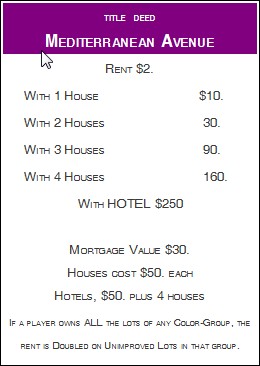 TITLE DEED
MEDITERRANEAN AVENUE
RENT $2.
WITH 1 HOUSE $10.
WITH 2 HOUSES 30.
WITH 3 HOUSES 90.
WITH 4 HOUSES 160.
WITH HOTEL $250
MORTGAGE VALUE $30.
HOUSES COST $50. EACH
HOTELS, $50. PLUS 4 HOUSES
IF A PLAYER OWNS ALL THE LOTS OF ANY COLOR-GROUP, THE
RENT IS DOUBLED ON UNIMPROVED LOTS IN THAT GROUP.